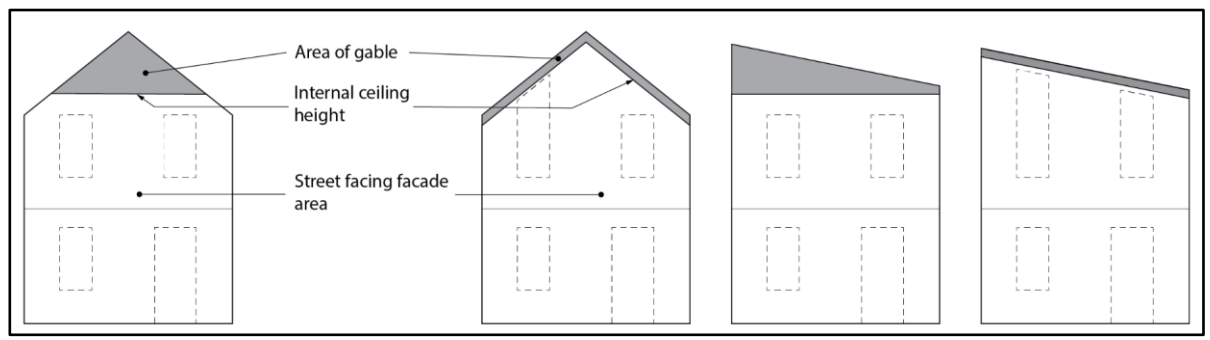 Area of gable
Internal ceiling
height
Street facing facade
area